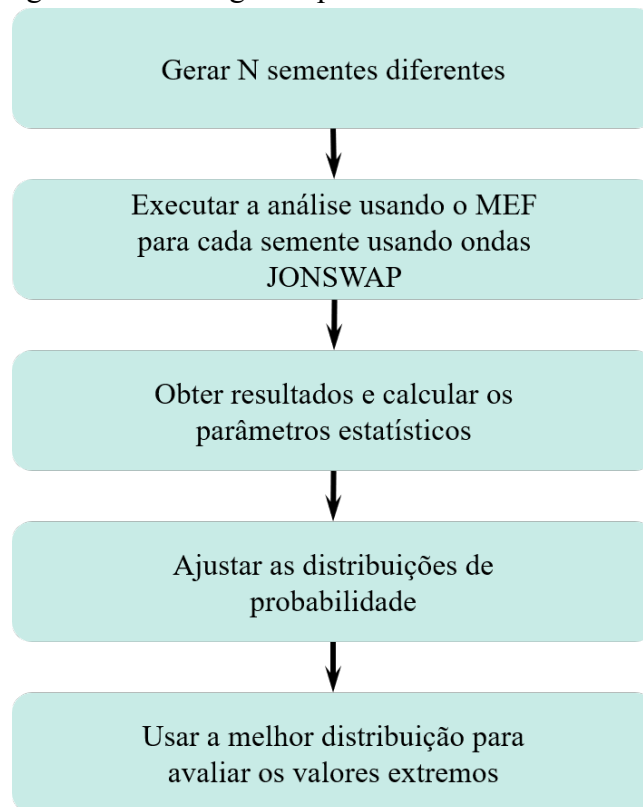 Gerar N sementes diferentes
Executar a análise usando o MEF
para cada semente usando ondas
JONSWAP
Obter resultados e calcular os
parâmetros estatísticos
Ajustar as distribuições de
probabilidade
Usar a melhor distribuição para
avaliar os valores extremos